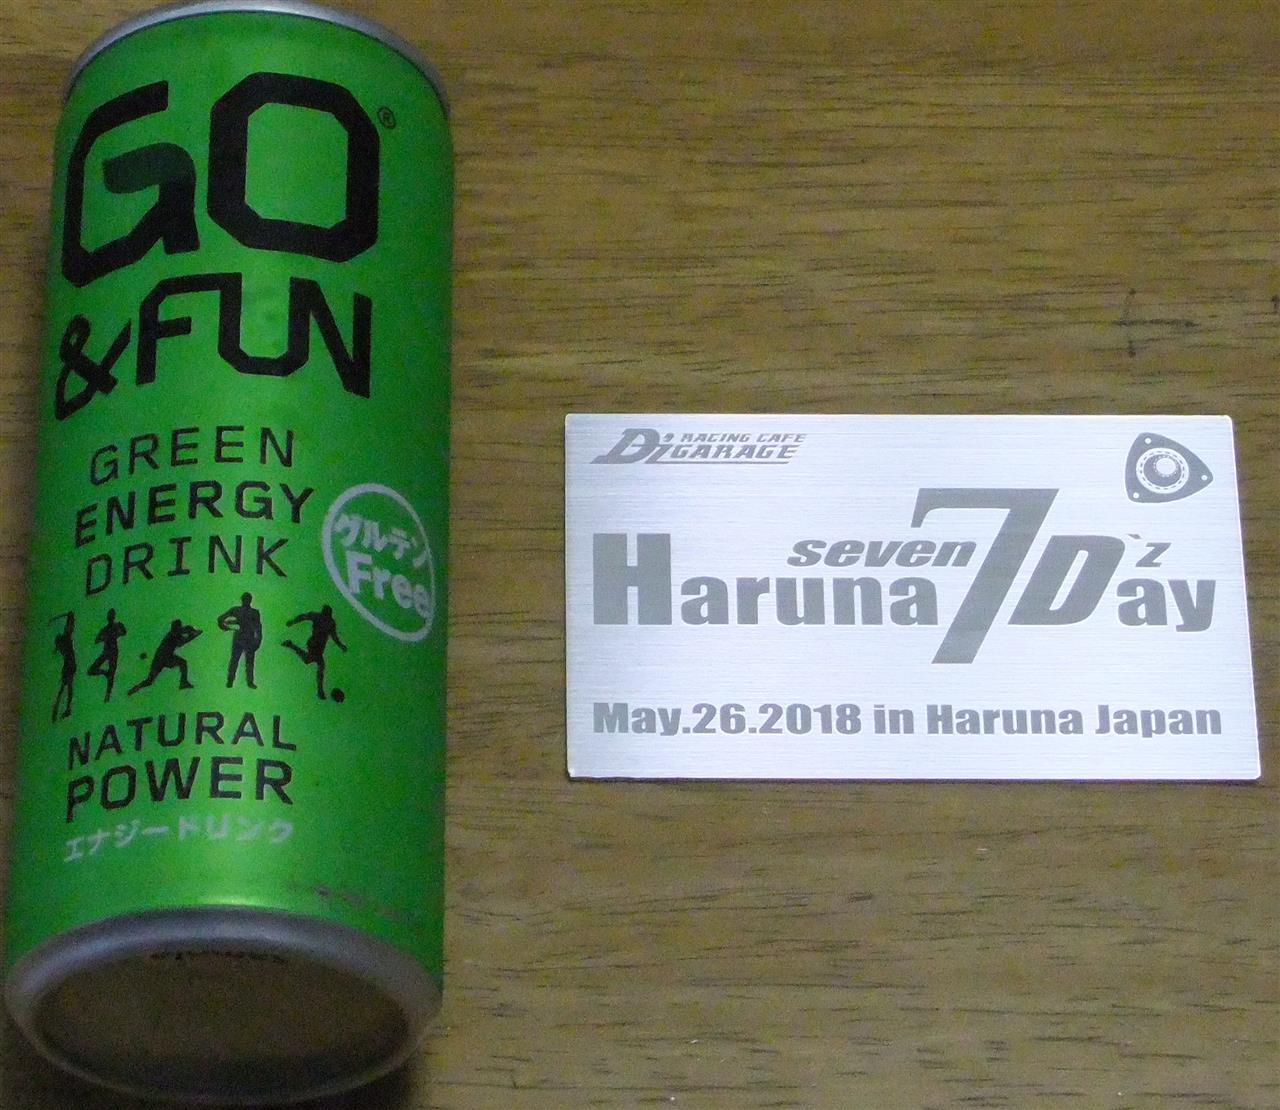 GO®
&FUN
GREEN
ENERGY
DRINK
グルテン
Free
NATURAL
POWER
エナジードリンク
D'z RACING CAFE
GARAGE
seven 7 D'z
Haruna Day
May.26.2018 in Haruna Japan